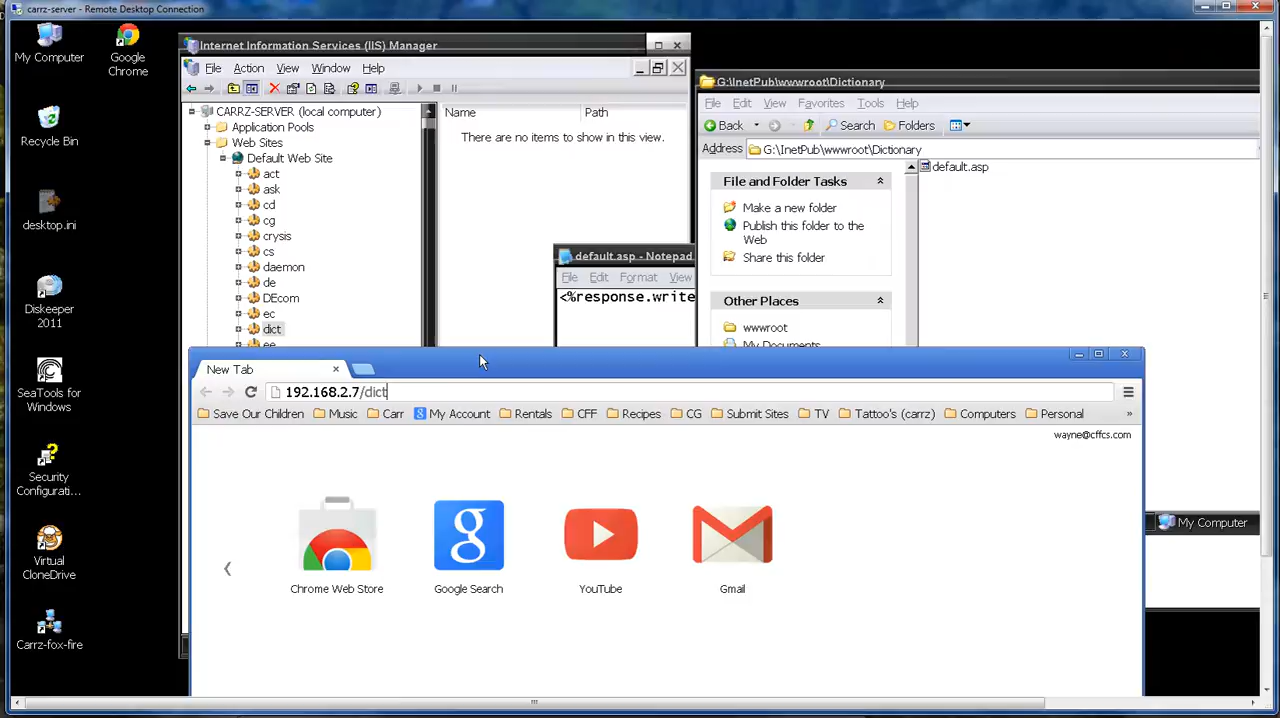 carrz-server - Remote Desktop Connection
My Computer
Google
Chrome
Recycle Bin
desktop.ini
Diskeeper
2011
SeaTools for
Windows
Security
Configurati...
Virtual
CloneDrive
Carrz-fox-fire
Internet Information Services (IIS) Manager
File Action View Window Help
CARRZ-SERVER (local computer)
Application Pools
Web Sites
Default Web Site
act
ask
cd
cg
crysis
cs
daemon
de
DEcom
ec
dict
ee
Name Path
There are no items to show in this view.
default.asp - Notepad
File Edit Format View
<%response.write
G:\InetPub\wwwroot\Dictionary
File Edit View Favorites Tools Help
Back Search Folders
Address G:\InetPub\wwwroot\Dictionary
File and Folder Tasks
Make a new folder
Publish this folder to the
Web
Share this folder
Other Places
wwwroot
My Documents
default.asp
My Computer
New Tab
192.168.2.7/dict
Save Our Children Music Carr My Account Rentals CFF Recipes CG Submit Sites TV Tattoo's (carrz) Computers Personal »
wayne@cffcs.com
Chrome Web Store
Google Search
YouTube
Gmail